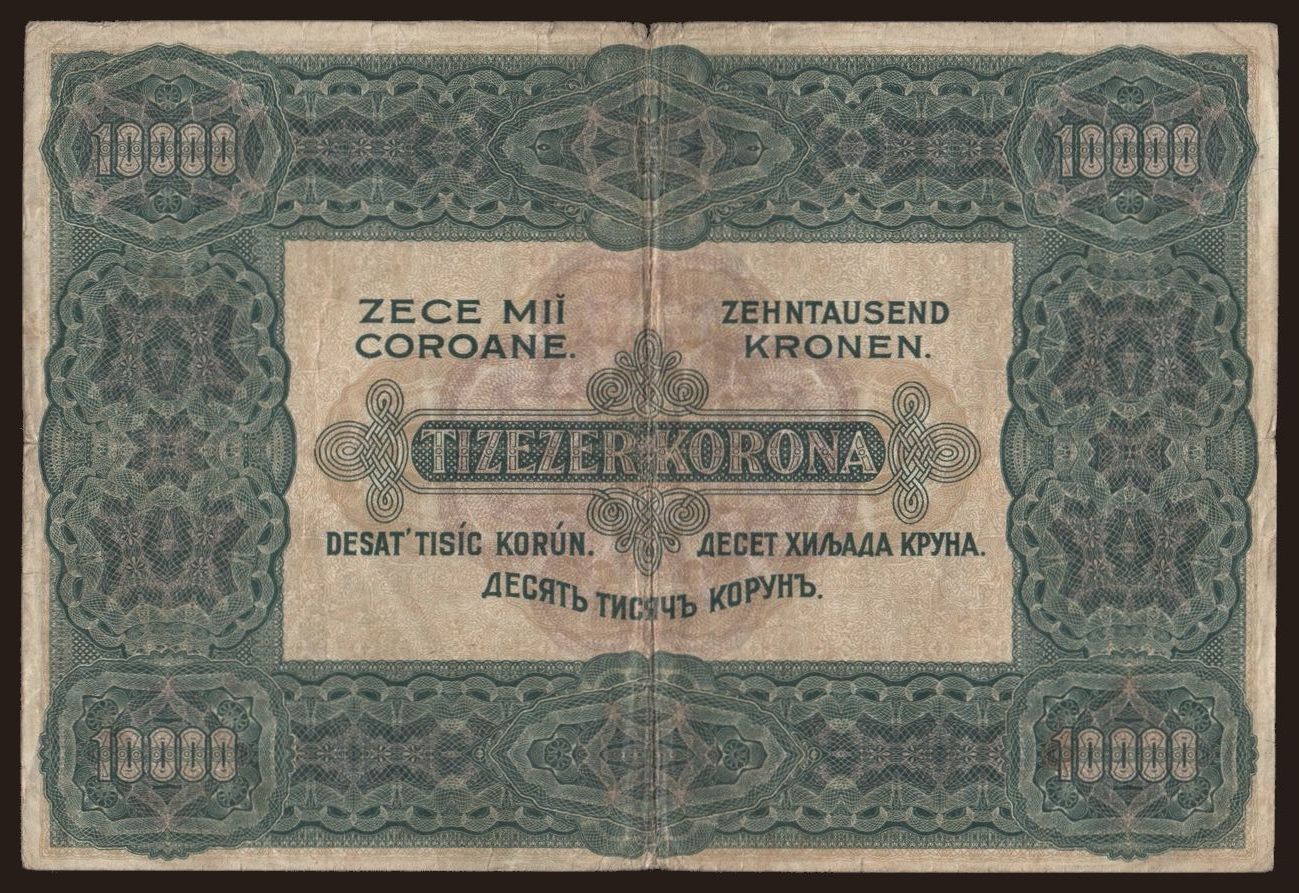 10000
10000
ZECE MIĬ
COROANE.
ZEHNTAUSEND
KRONEN.
TIZEZER KORONA
DESAT' TISÍC KORÚN.
ДЕСЕТ ХИЉАДА КРУНА.
ДЕСЯТЬ ТИСЯЧЪ КОРУНЪ.
10000
10000